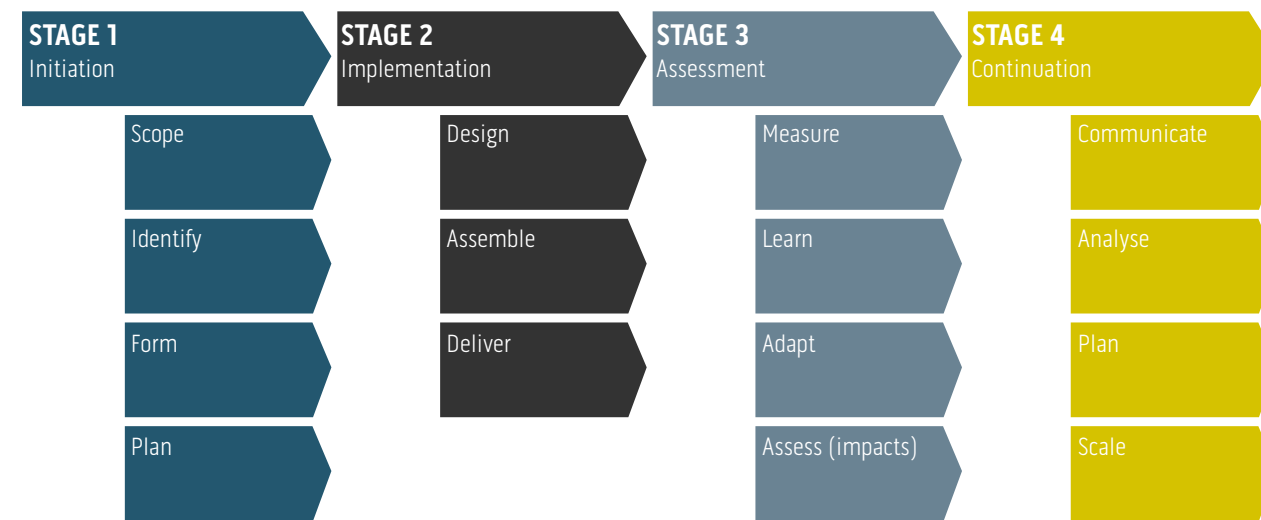 STAGE 1
Initiation
Scope
Identify
Form
Plan
STAGE 2
Implementation
Design
Assemble
Deliver
STAGE 3
Assessment
Measure
Learn
Adapt
Assess (impacts)
STAGE 4
Continuation
Communicate
Analyse
Plan
Scale